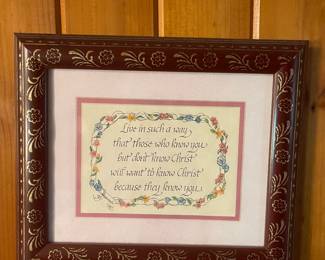 Live in such a way
that those who know you
but don't know Christ
will want to know Christ
because they know you.